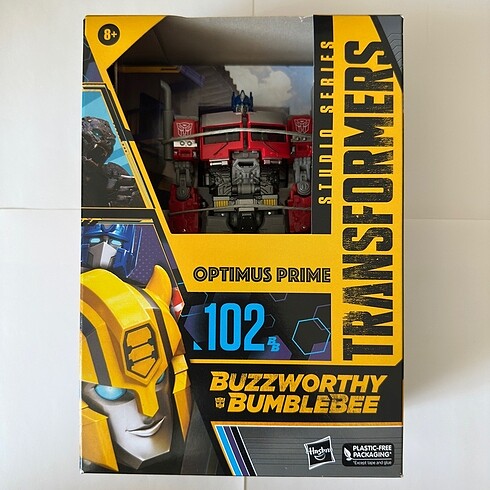 8+
STUDIO SERIES
TRANSFORMERS
OPTIMUS PRIME
102 BB
BUZZWORTHY
BUMBLEBEE
Hasbro
PLASTIC-FREE
PACKAGING*
*Except tape and glue